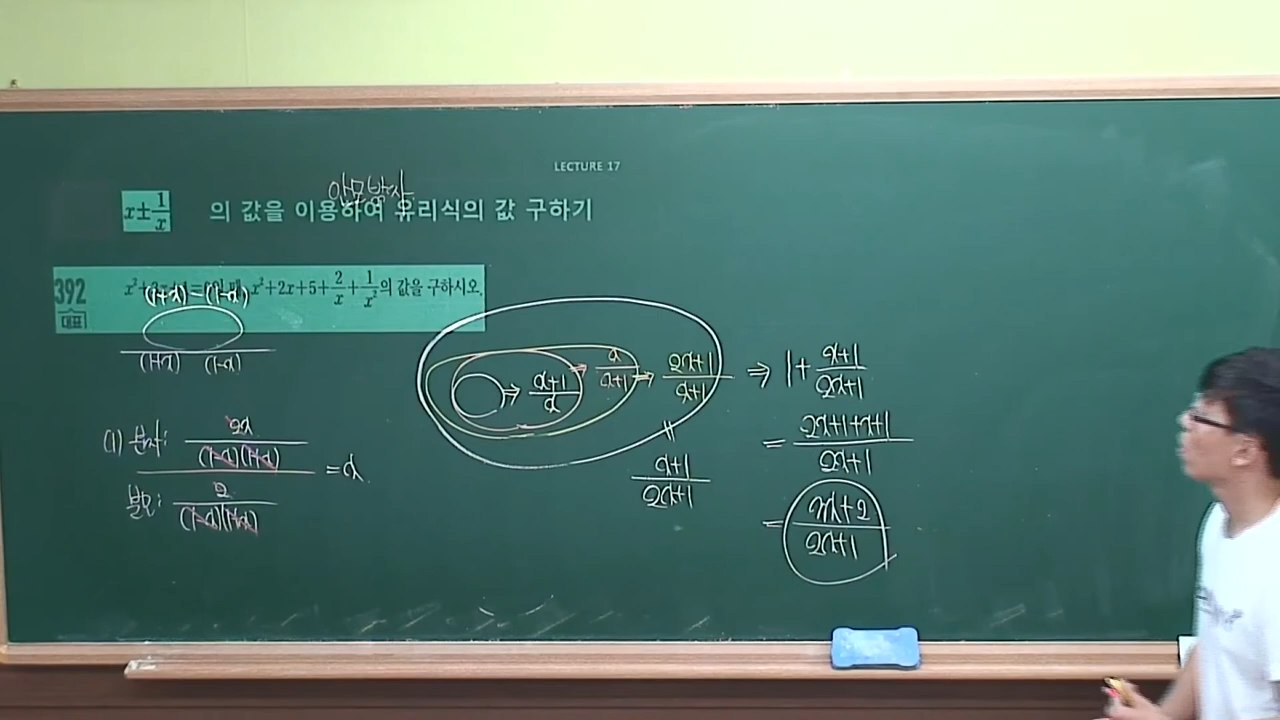 LECTURE 17
안모방사
x±1/x 의 값을 이용하여 유리식의 값 구하기
392 x²+2x+5+2/x+1/x²의 값을 구하시오.
대표
(1+x)-(1-x)
(1+x) (1-x)
(1) 분자: 2x/((1-x)(1+x))
분모: 2/((1-x)(1+x))
=x
⇒ (x+1)/x ⇒ x/(x+1) ⇒ (2x+1)/(x+1) ⇒ 1+(x+1)/(2x+1)
=
(x+1)/(2x+1)
= (2x+1+x+1)/(2x+1)
= (3x+2)/(2x+1)